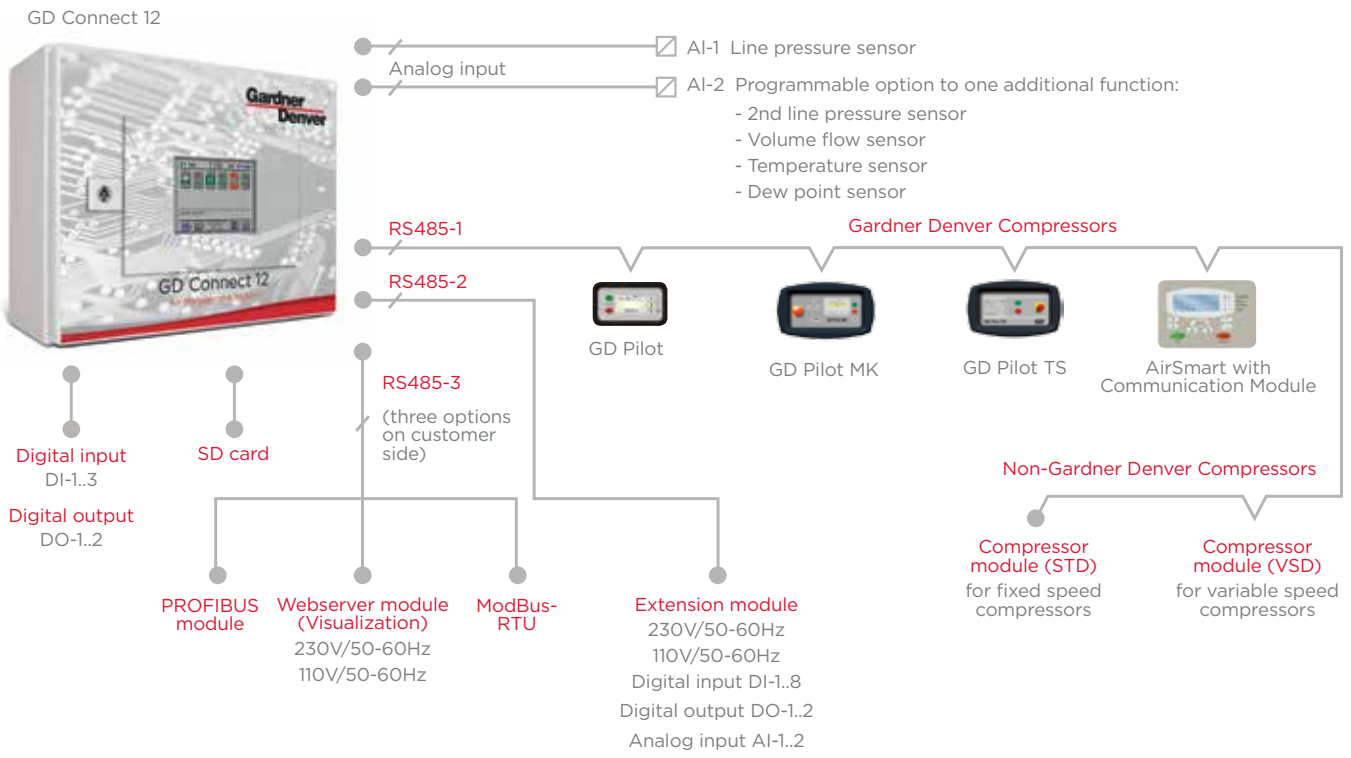 GD Connect 12
Gardner
Denver
GD Connect 12
AI-1 Line pressure sensor
Analog input
AI-2 Programmable option to one additional function:
- 2nd line pressure sensor
- Volume flow sensor
- Temperature sensor
- Dew point sensor
RS485-1
Gardner Denver Compressors
RS485-2
GD Pilot
GD Pilot MK
GD Pilot TS
AirSmart with
Communication Module
RS485-3
(three options
on customer
side)
Digital input
DI-1..3
SD card
Digital output
DO-1..2
Non-Gardner Denver Compressors
Compressor
module (STD)
for fixed speed
compressors
Compressor
module (VSD)
for variable speed
compressors
PROFIBUS
module
Webserver module
(Visualization)
230V/50-60Hz
110V/50-60Hz
ModBus-
RTU
Extension module
230V/50-60Hz
110V/50-60Hz
Digital input DI-1..8
Digital output DO-1..2
Analog input AI-1..2